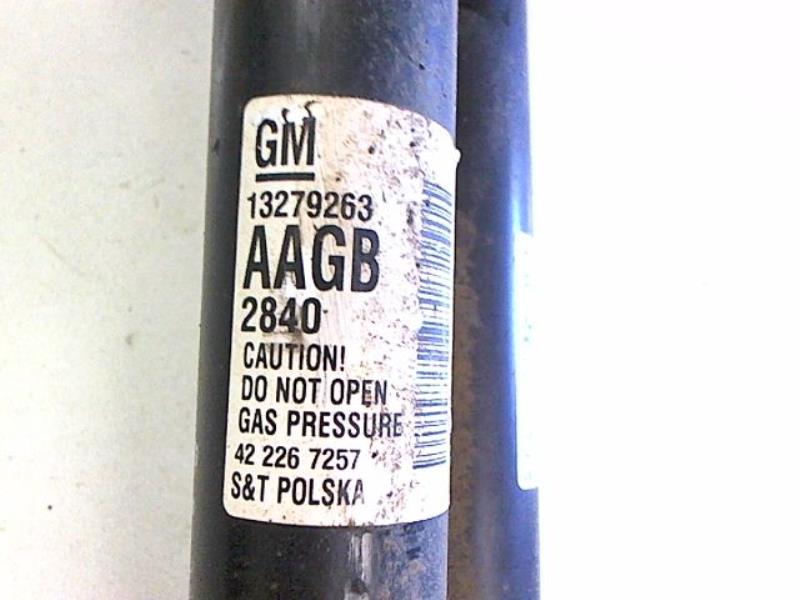 GM
13279263
AAGB
2840
CAUTION!
DO NOT OPEN
GAS PRESSURE
42 226 7257
S&T POLSKA